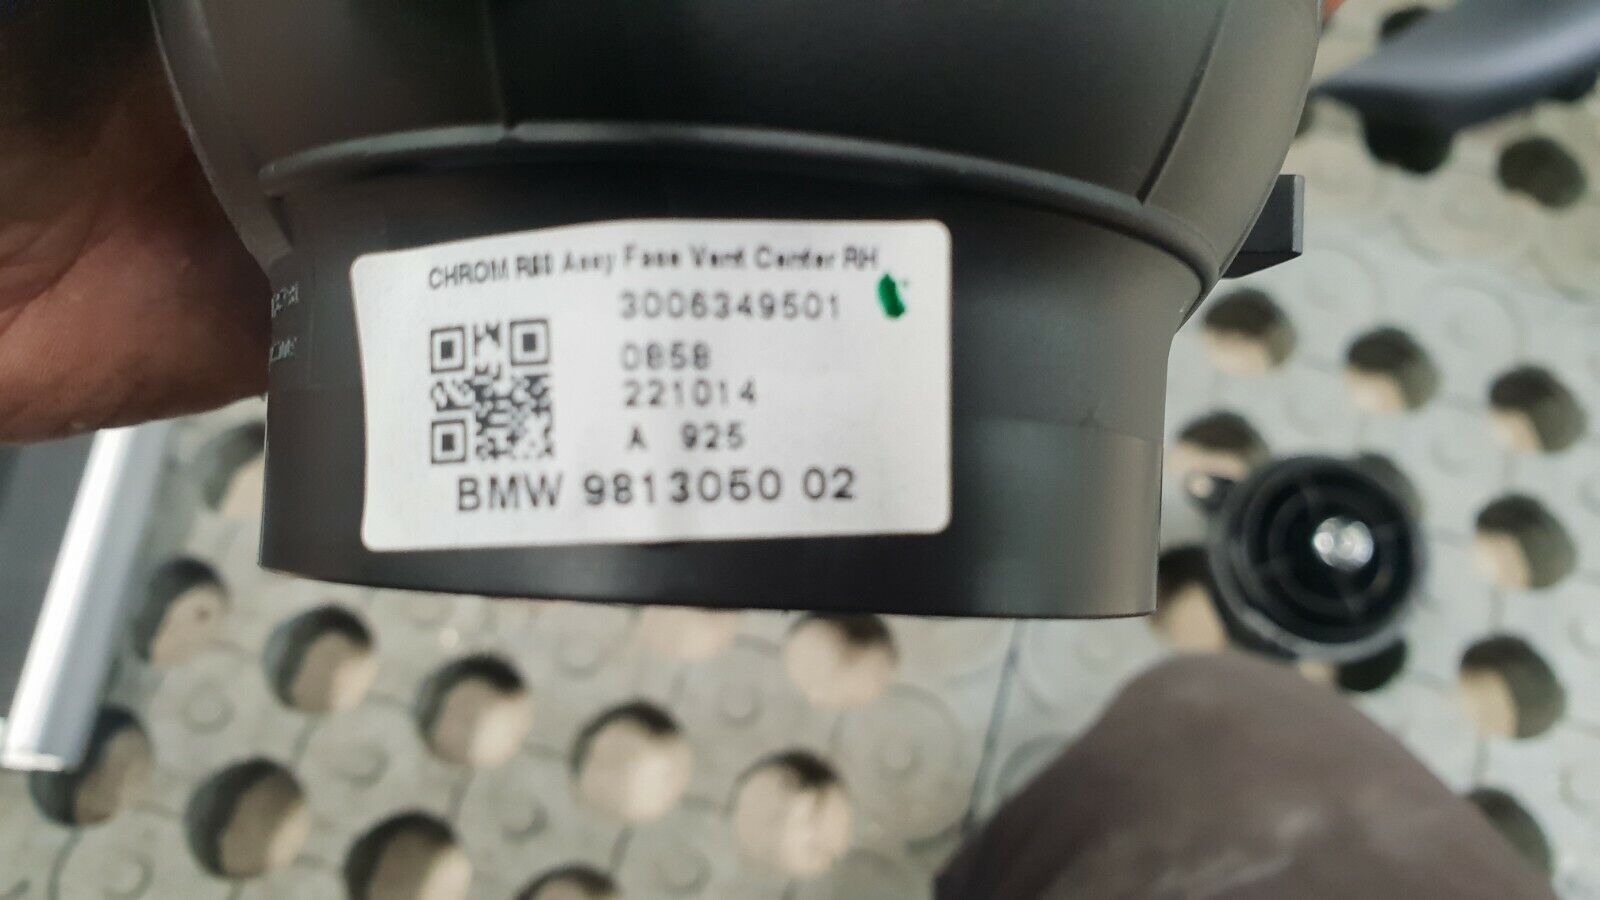 CHROM R60 Assy Face Vent Center RH
3006349501
0858
221014
A 925
BMW 9813050 02